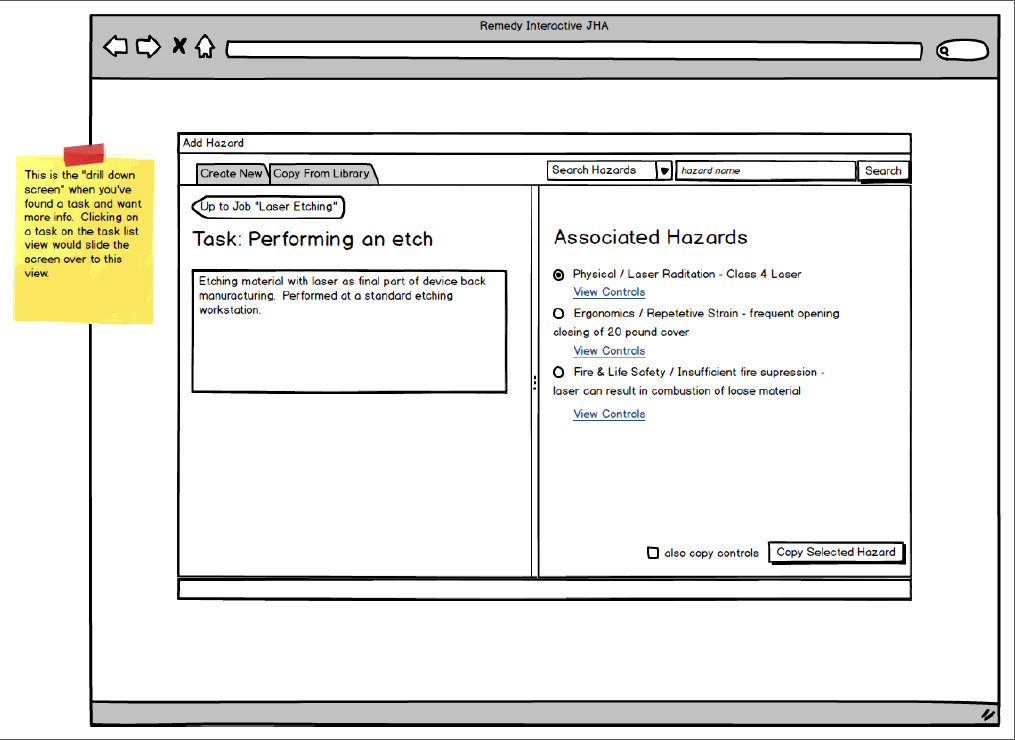 Remedy Interactive JHA
This is the "drill down
screen" when you've
found a task and want
more info. Clicking on
a task on the task list
view would slide the
screen over to this
view.
Add Hazard
Create New
Copy From Library
Search Hazards
hazard name
Search
Up to Job "Laser Etching"
Task: Performing an etch
Etching material with laser as final part of device back
manuracturing. Performed at a standard etching
workstation.
Associated Hazards
Physical / Laser Raditation - Class 4 Laser
View Controls
Ergonomics / Repetetive Strain - frequent opening
closing of 20 pound cover
View Controls
Fire & Life Safety / Insufficient fire supression -
laser can result in combustion of loose material
View Controls
also copy controls
Copy Selected Hazard